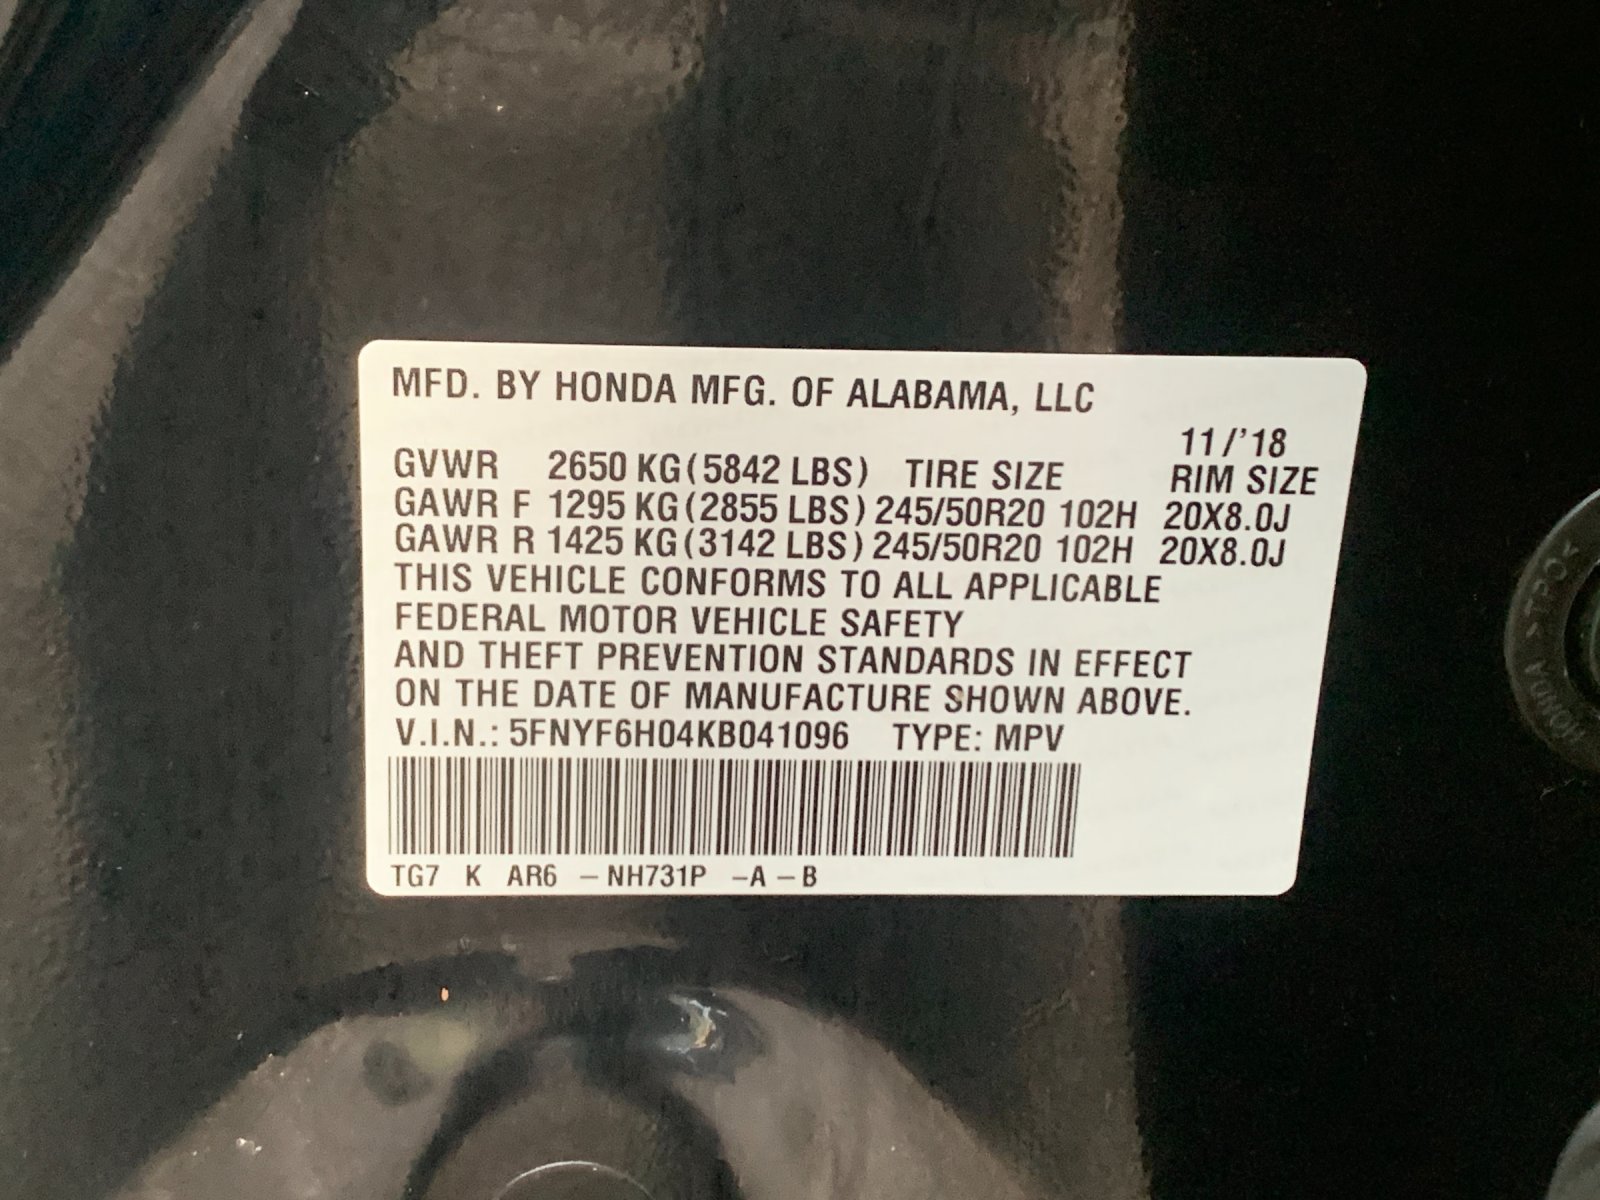 MFD. BY HONDA MFG. OF ALABAMA, LLC
11/'18
GVWR 2650 KG(5842 LBS) TIRE SIZE RIM SIZE
GAWR F 1295 KG(2855 LBS) 245/50R20 102H 20X8.0J
GAWR R 1425 KG(3142 LBS) 245/50R20 102H 20X8.0J
THIS VEHICLE CONFORMS TO ALL APPLICABLE
FEDERAL MOTOR VEHICLE SAFETY
AND THEFT PREVENTION STANDARDS IN EFFECT
ON THE DATE OF MANUFACTURE SHOWN ABOVE.
V.I.N.: 5FNYF6H04KB041096 TYPE: MPV
TG7 K AR6 –NH731P –A –B
HONDA >TPO<